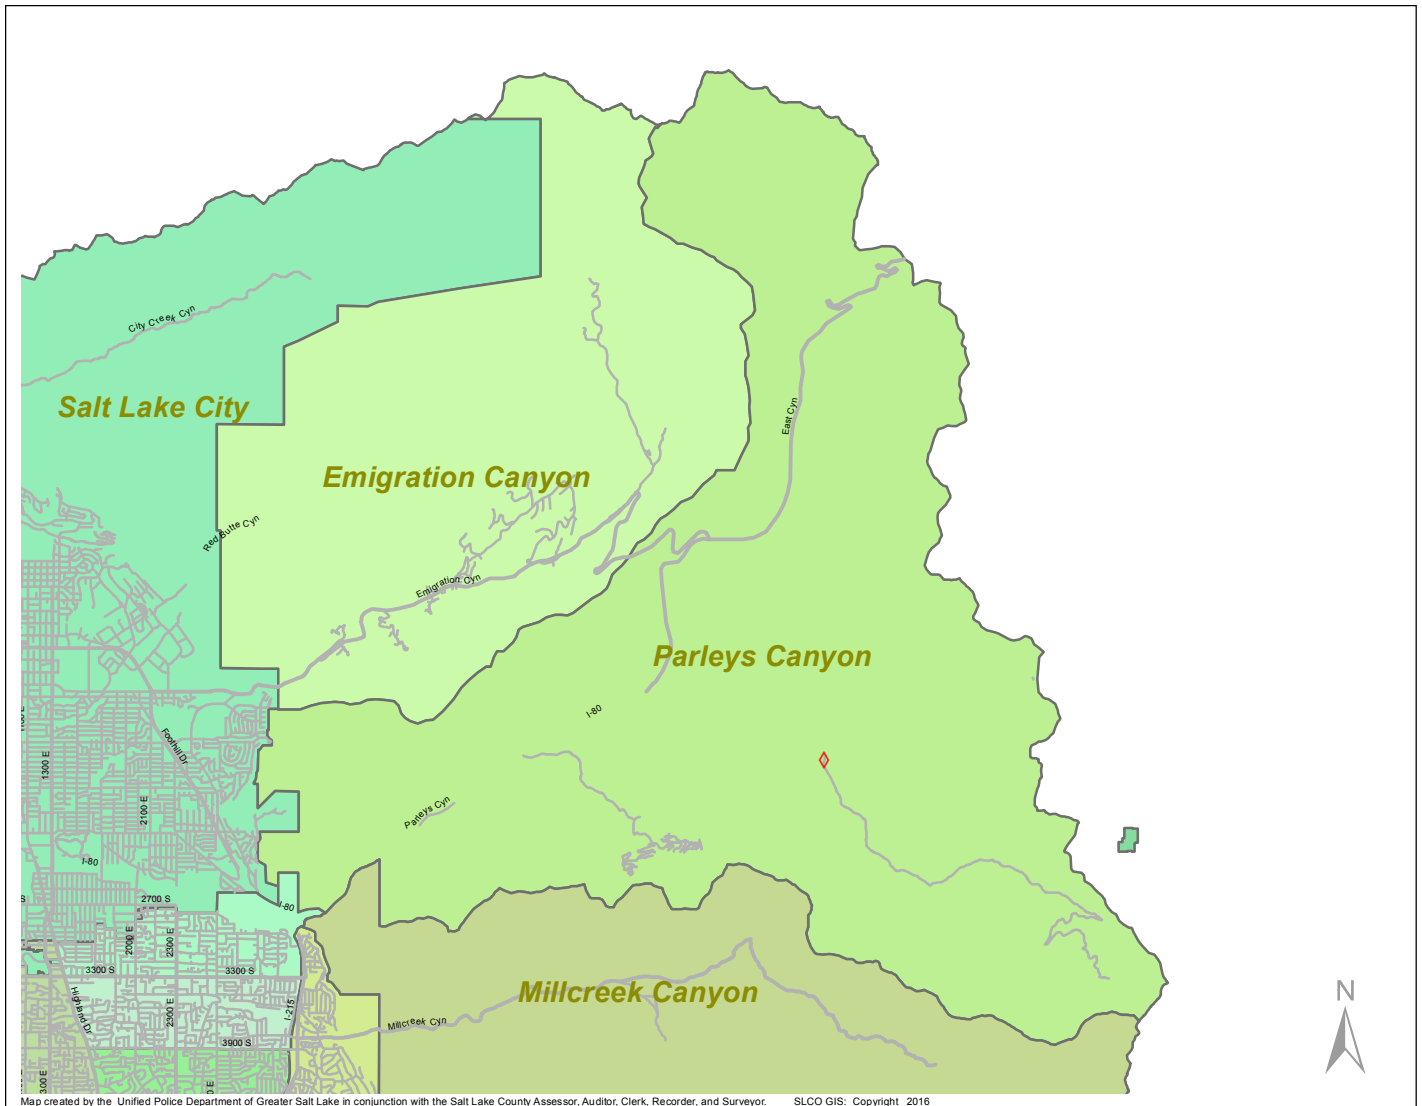 City Creek Cyn
Salt Lake City
East Cyn
Emigration Canyon
Red Butte Cyn
Emigration Cyn
Parleys Canyon
I-80
Foothill Dr
1300 E
2100 E
Parleys Cyn
I-80
2700 S
S
I-80
2000 E
2300 E
3300 S
3300 S
Highland Dr
2300 E
I-215
Millcreek Canyon
N
Millcreek Cyn
3900 S
Map created by the Unified Police Department of Greater Salt Lake in conjunction with the Salt Lake County Assessor, Auditor, Clerk, Recorder, and Surveyor. SLCO GIS: Copyright 2016